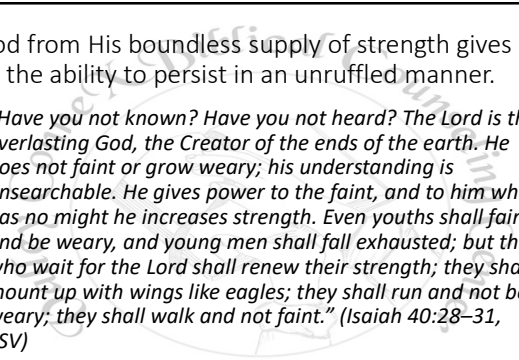 od from His boundless supply of strength gives
the ability to persist in an unruffled manner.
Have you not known? Have you not heard? The Lord is th
verlasting God, the Creator of the ends of the earth. He
oes not faint or grow weary; his understanding is
nsearchable. He gives power to the faint, and to him wh
as no might he increases strength. Even youths shall fain
nd be weary, and young men shall fall exhausted; but th
who wait for the Lord shall renew their strength; they sha
mount up with wings like eagles; they shall run and not be
weary; they shall walk and not faint.” (Isaiah 40:28–31,
SV)